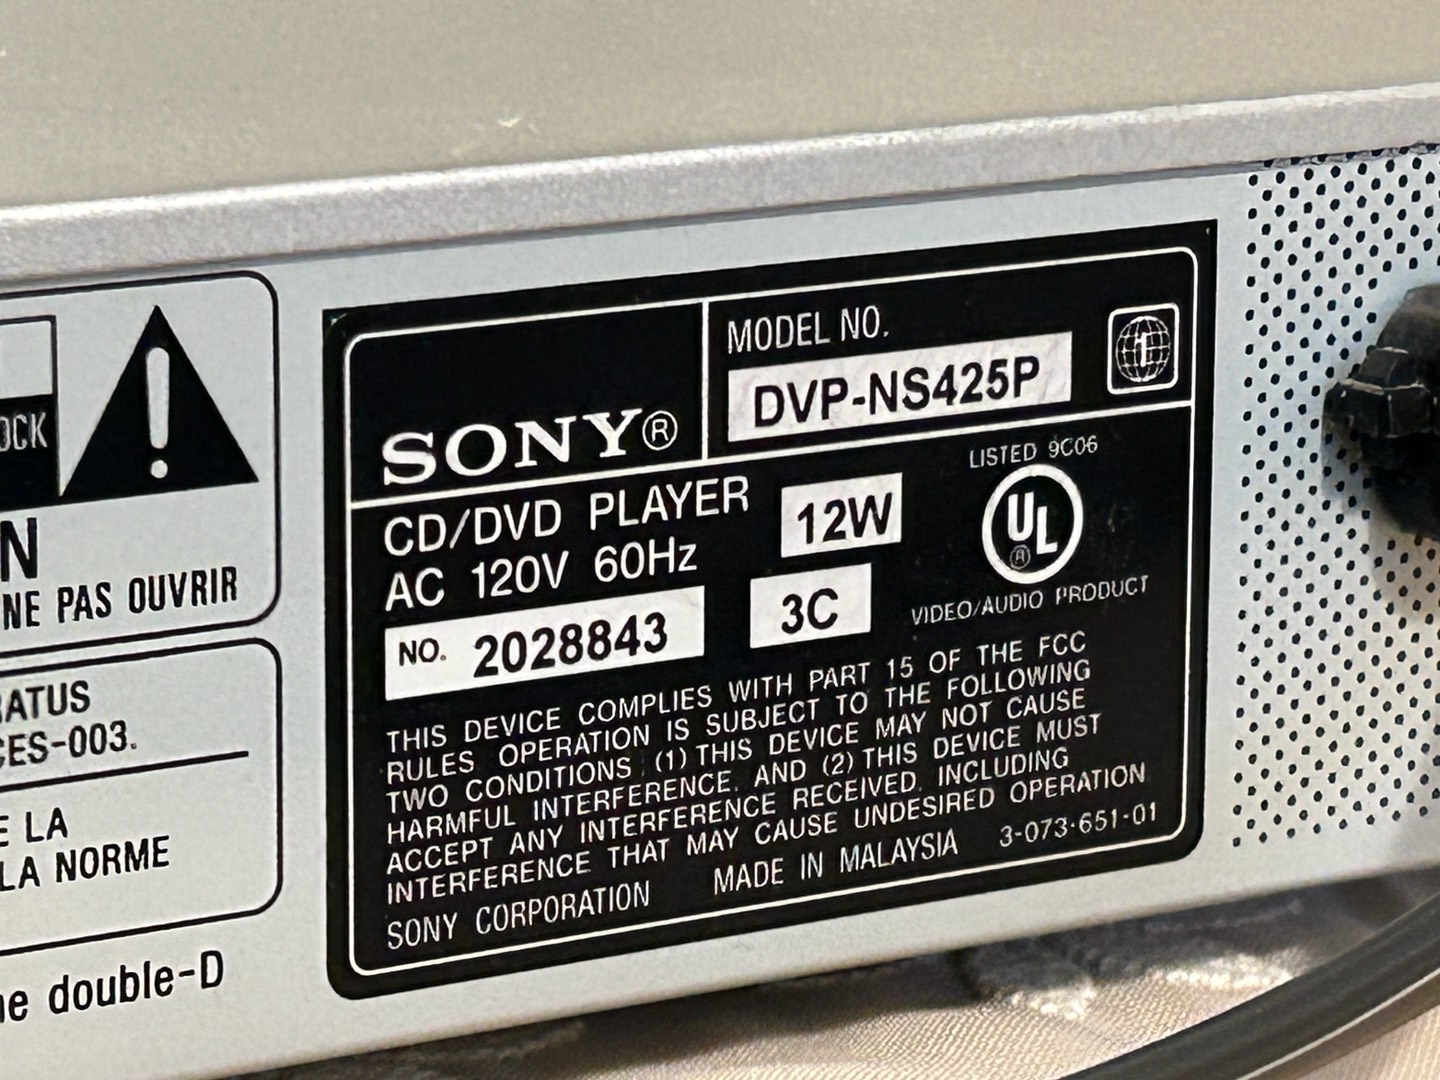 OCK
N
NE PAS OUVRIR
ATUS
CES-003.
E LA
LA NORME
ne double-D
SONY®
MODEL NO.
DVP-NS425P
1
CD/DVD PLAYER
12W
AC 120V 60Hz
3C
NO. 2028843
LISTED 9C06
UL®
VIDEO/AUDIO PRODUCT
THIS DEVICE COMPLIES WITH PART 15 OF THE FCC
RULES. OPERATION IS SUBJECT TO THE FOLLOWING
TWO CONDITIONS : (1) THIS DEVICE MAY NOT CAUSE
HARMFUL INTERFERENCE, AND (2) THIS DEVICE MUST
ACCEPT ANY INTERFERENCE RECEIVED, INCLUDING
INTERFERENCE THAT MAY CAUSE UNDESIRED OPERATION
SONY CORPORATION MADE IN MALAYSIA 3-073-651-01